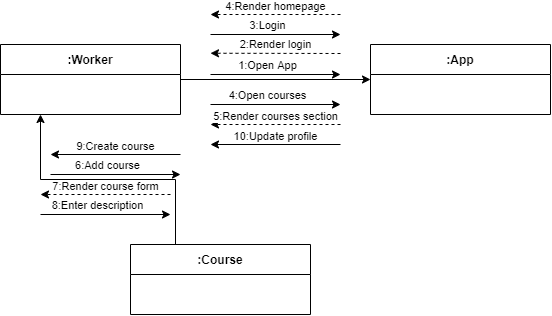 4:Render homepage
3:Login
2:Render login
:Worker
1:Open App
:App
4:Open courses
5:Render courses section
10:Update profile
9:Create course
6:Add course
7:Render course form
8:Enter description
:Course